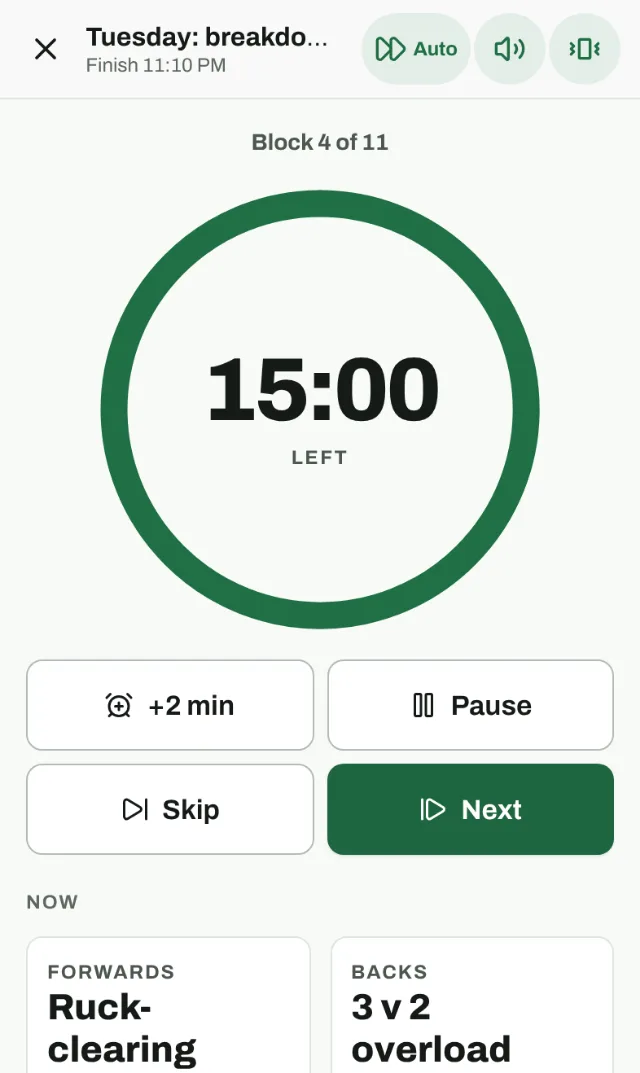 Tuesday: breakdo...
Finish 11:10 PM
Auto
Block 4 of 11
15:00
LEFT
+2 min
Pause
Skip
Next
NOW
FORWARDS
Ruck-
clearing
BACKS
3 v 2
overload